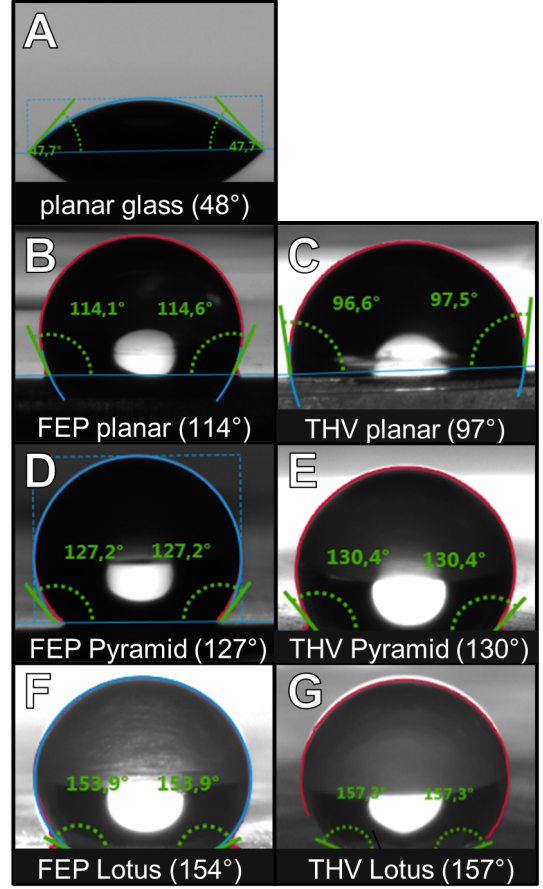 A
47,7° 47,7°
planar glass (48°)
B
114,1° 114,6°
FEP planar (114°)
C
96,6° 97,5°
THV planar (97°)
D
127,2° 127,2°
FEP Pyramid (127°)
E
130,4° 130,4°
THV Pyramid (130°)
F
153,9° 153,9°
FEP Lotus (154°)
G
157,3° 157,3°
THV Lotus (157°)